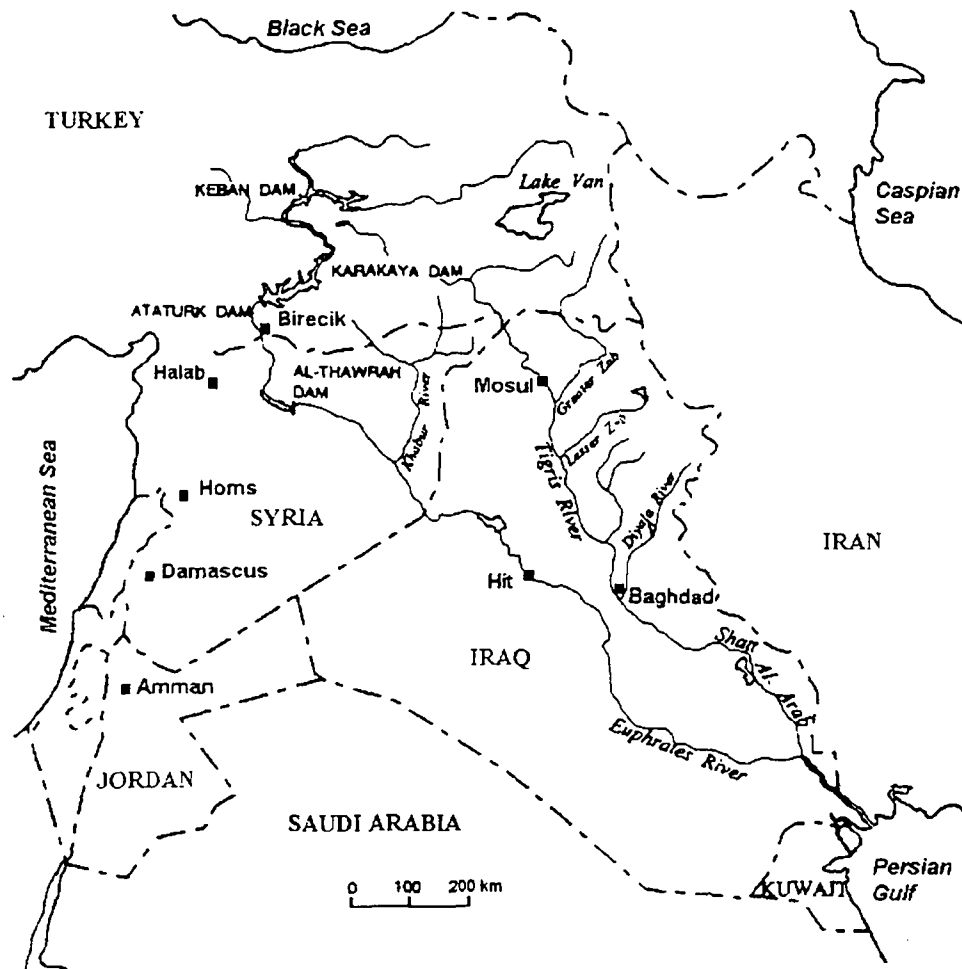 Black Sea
TURKEY
KEBAN DAM
Lake Van
Caspian
Sea
KARAKAYA DAM
ATATURK DAM
Birecik
Halab
AL-THAWRAH
DAM
Khabur River
Mosul
Greater Zab
Lesser Zab
Tigris River
Diyala River
Mediterranean Sea
Homs
SYRIA
IRAN
Damascus
Hit
Baghdad
IRAQ
Shatt Al. Arab
Amman
Euphrales River
JORDAN
SAUDI ARABIA
0 100 200 km
KUWAIT
Persian
Gulf